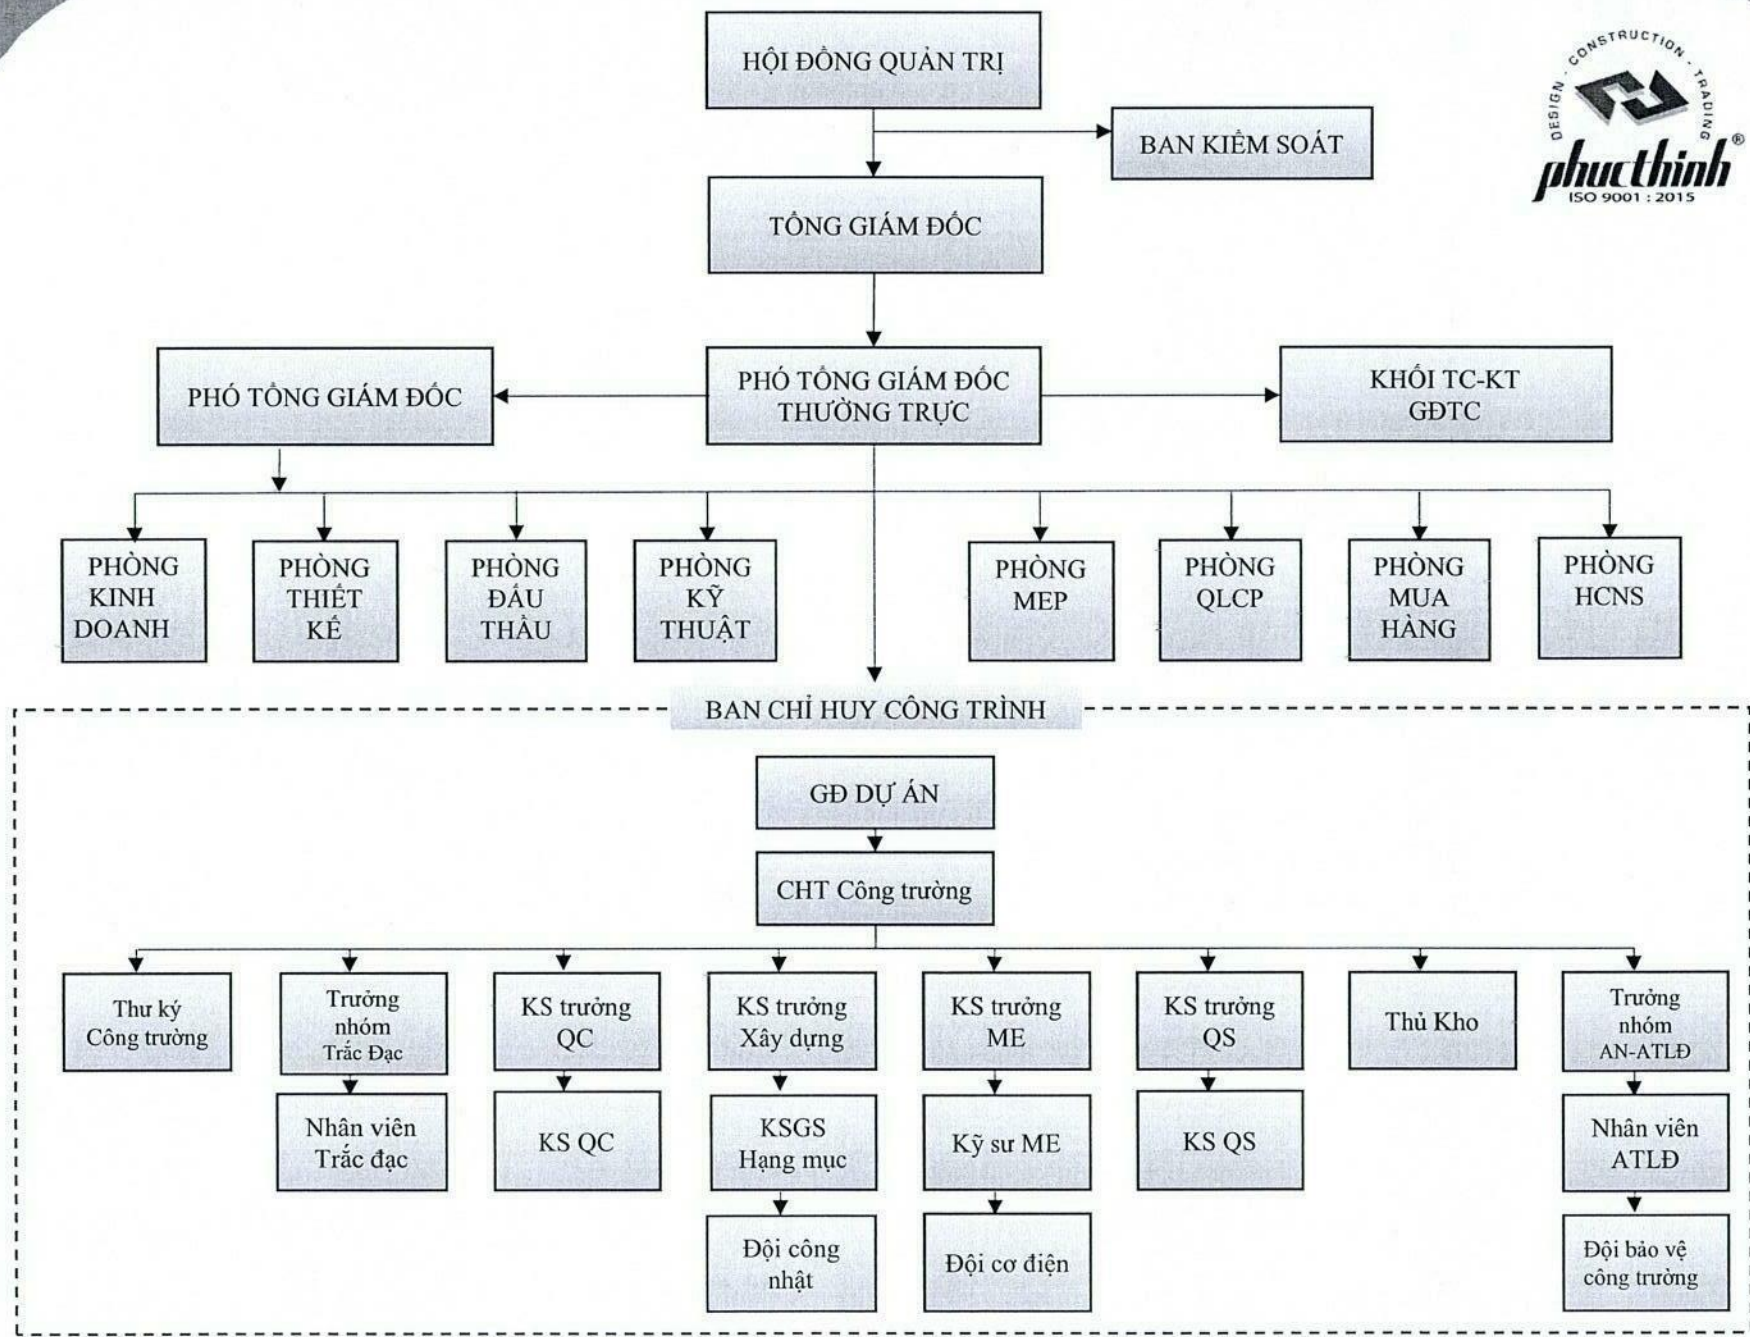 HỘI ĐỒNG QUẢN TRỊ
DESIGN - CONSTRUCTION - TRADING
phucthinh®
ISO 9001 : 2015
BAN KIỂM SOÁT
TỔNG GIÁM ĐỐC
PHÓ TỔNG GIÁM ĐỐC
PHÓ TỔNG GIÁM ĐỐC
THƯỜNG TRỰC
KHỐI TC-KT
GĐTC
PHÒNG
KINH
DOANH
PHÒNG
THIẾT
KẾ
PHÒNG
ĐẤU
THẦU
PHÒNG
KỸ
THUẬT
PHÒNG
MEP
PHÒNG
QLCP
PHÒNG
MUA
HÀNG
PHÒNG
HCNS
BAN CHỈ HUY CÔNG TRÌNH
GĐ DỰ ÁN
CHT Công trường
Thư ký
Công trường
Trưởng
nhóm
Trắc Đạc
KS trưởng
QC
KS trưởng
Xây dựng
KS trưởng
ME
KS trưởng
QS
Thủ Kho
Trưởng
nhóm
AN-ATLĐ
Nhân viên
Trắc đạc
KS QC
KSGS
Hạng mục
Kỹ sư ME
KS QS
Nhân viên
ATLĐ
Đội công
nhật
Đội cơ điện
Đội bảo vệ
công trường